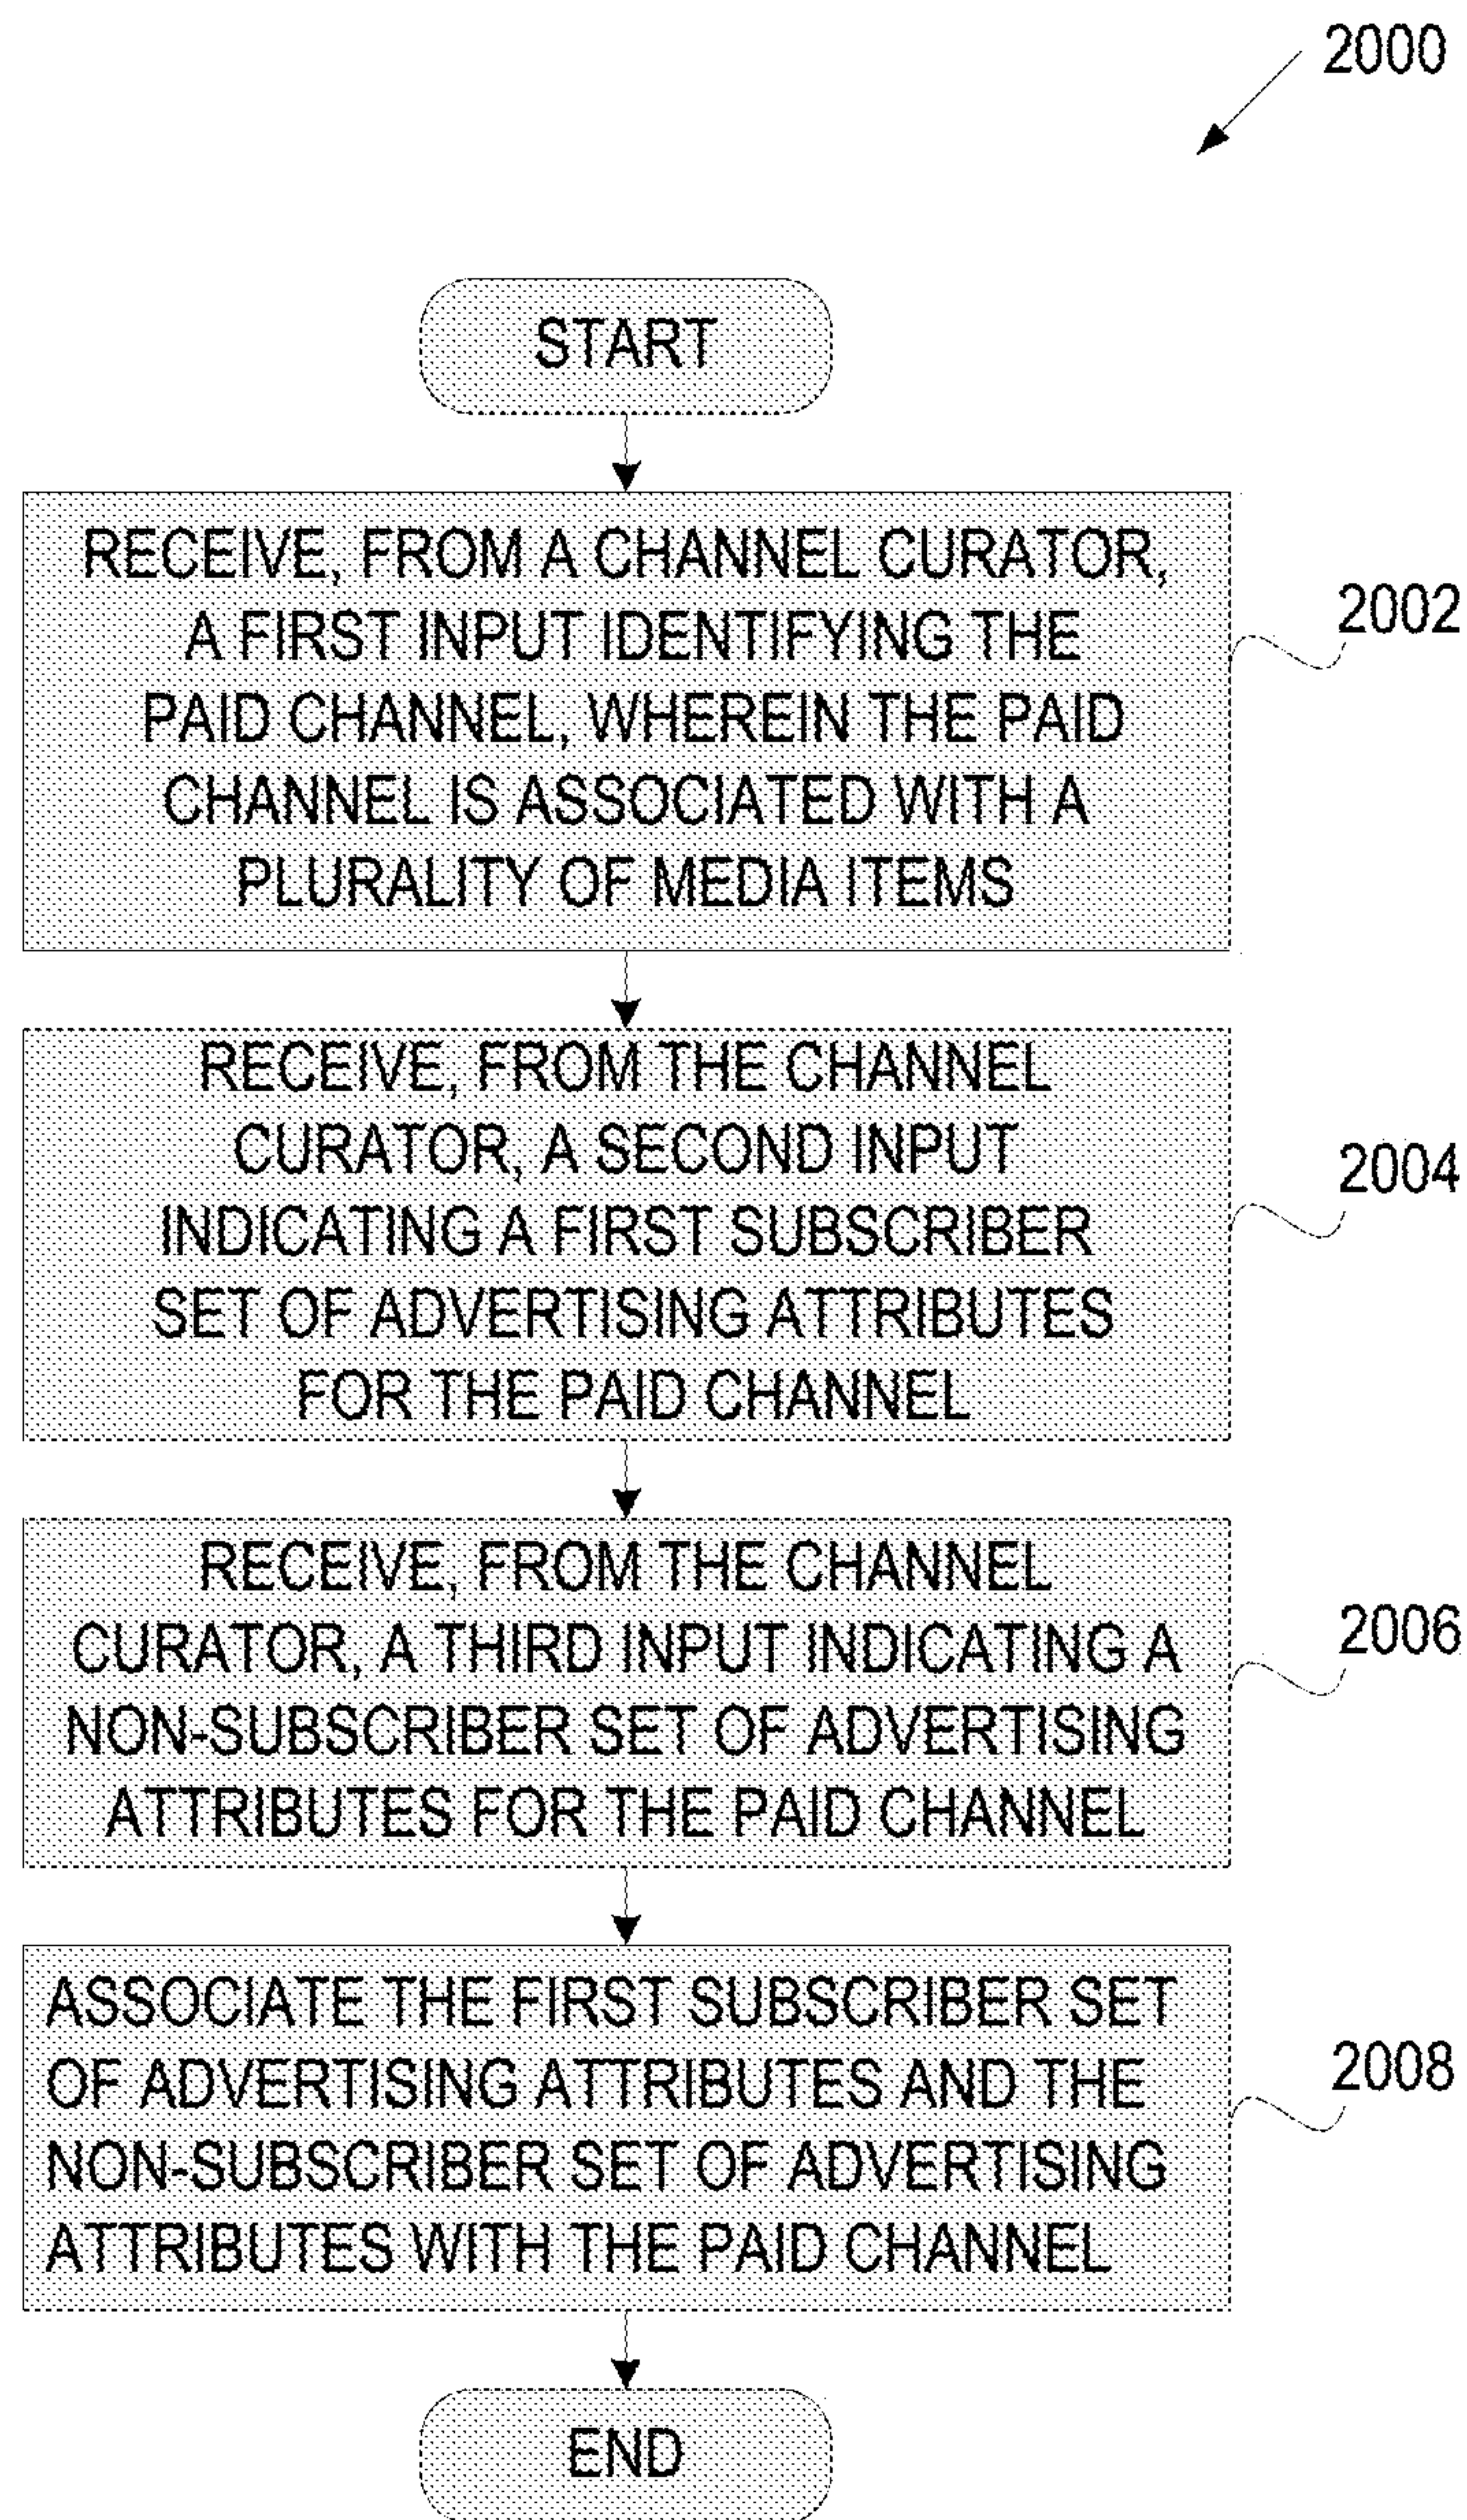 2000
START
RECEIVE, FROM A CHANNEL CURATOR,
A FIRST INPUT IDENTIFYING THE
PAID CHANNEL, WHEREIN THE PAID
CHANNEL IS ASSOCIATED WITH A
PLURALITY OF MEDIA ITEMS
2002
RECEIVE, FROM THE CHANNEL
CURATOR, A SECOND INPUT
INDICATING A FIRST SUBSCRIBER
SET OF ADVERTISING ATTRIBUTES
FOR THE PAID CHANNEL
2004
RECEIVE, FROM THE CHANNEL
CURATOR, A THIRD INPUT INDICATING A
NON-SUBSCRIBER SET OF ADVERTISING
ATTRIBUTES FOR THE PAID CHANNEL
2006
ASSOCIATE THE FIRST SUBSCRIBER SET
OF ADVERTISING ATTRIBUTES AND THE
NON-SUBSCRIBER SET OF ADVERTISING
ATTRIBUTES WITH THE PAID CHANNEL
2008
END